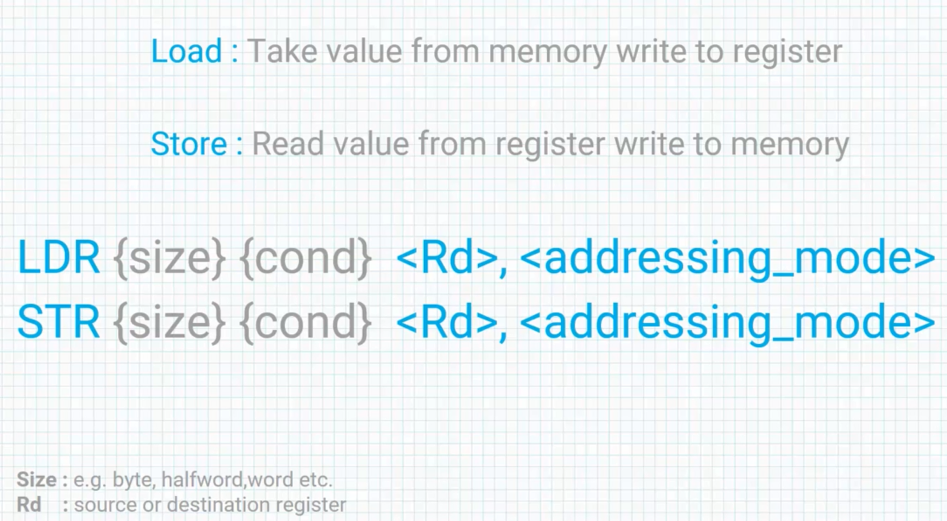 Load : Take value from memory write to register
Store : Read value from register write to memory
LDR {size} {cond} <Rd>, <addressing_mode>
STR {size} {cond} <Rd>, <addressing_mode>
Size : e.g. byte, halfword,word etc.
Rd : source or destination register